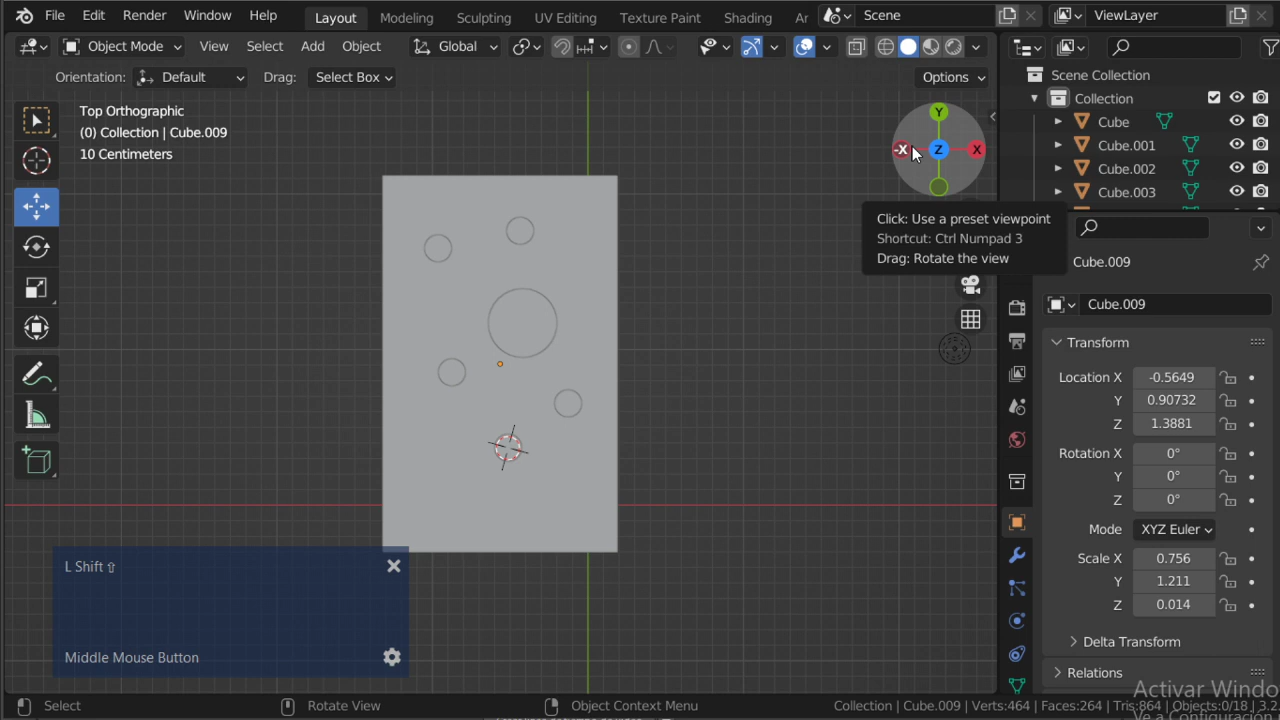 File Edit Render Window Help Layout Modeling Sculpting UV Editing Texture Paint Shading Scene ViewLayer
Object Mode View Select Add Object Global
Orientation: Default Drag: Select Box Options
Top Orthographic
(0) Collection | Cube.009
10 Centimeters
Y
-X Z X
Click: Use a preset viewpoint
Shortcut: Ctrl Numpad 3
Drag: Rotate the view
Scene Collection
Collection
Cube
Cube.001
Cube.002
Cube.003
Cube.009
Cube.009
Transform
Location X -0.5649
Y 0.90732
Z 1.3881
Rotation X 0°
Y 0°
Z 0°
Mode XYZ Euler
Scale X 0.756
Y 1.211
Z 0.014
Delta Transform
Relations
L Shift ⇧
Middle Mouse Button
Activar Windo
Select Rotate View Object Context Menu Collection | Cube.009 | Verts:464 | Faces:264 | Tris:864 | Objects:0/18 | 3.2